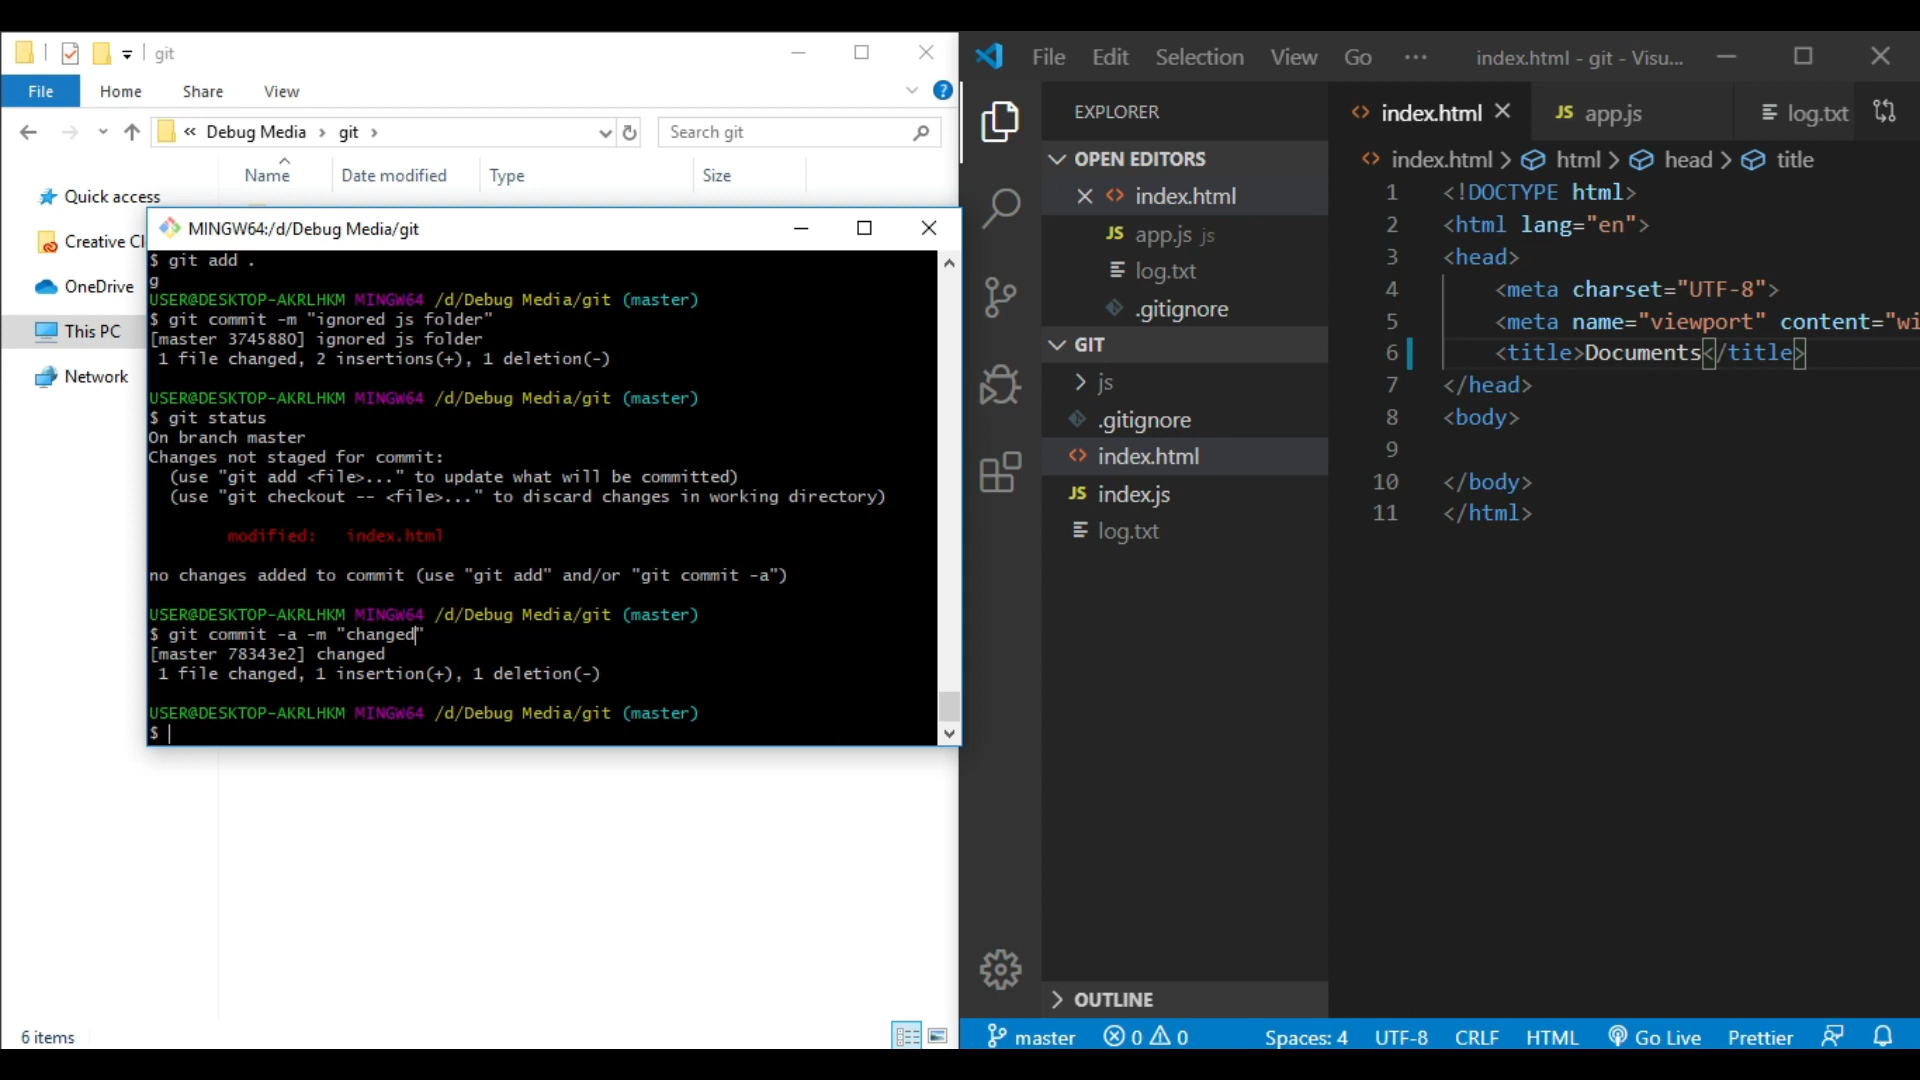 git
File Home Share View
« Debug Media › git › Search git
Name Date modified Type Size
Quick access
Creative Cl
OneDrive
This PC
Network
6 items
MINGW64:/d/Debug Media/git
$ git add .
g
USER@DESKTOP-AKRLHKM MINGW64 /d/Debug Media/git (master)
$ git commit -m "ignored js folder"
[master 3745880] ignored js folder
1 file changed, 2 insertions(+), 1 deletion(-)
USER@DESKTOP-AKRLHKM MINGW64 /d/Debug Media/git (master)
$ git status
On branch master
Changes not staged for commit:
(use "git add <file>..." to update what will be committed)
(use "git checkout -- <file>..." to discard changes in working directory)
modified: index.html
no changes added to commit (use "git add" and/or "git commit -a")
USER@DESKTOP-AKRLHKM MINGW64 /d/Debug Media/git (master)
$ git commit -a -m "changed"
[master 78343e2] changed
1 file changed, 1 insertion(+), 1 deletion(-)
USER@DESKTOP-AKRLHKM MINGW64 /d/Debug Media/git (master)
$
File Edit Selection View Go ··· index.html - git - Visu...
EXPLORER
OPEN EDITORS
index.html
JS app.js js
log.txt
.gitignore
GIT
js
.gitignore
index.html
JS index.js
log.txt
OUTLINE
index.html JS app.js log.txt
index.html > html > head > title
1 <!DOCTYPE html>
2 <html lang="en">
3 <head>
4 <meta charset="UTF-8">
5 <meta name="viewport" content="wi
6 <title>Documents</title>
7 </head>
8 <body>
9
10 </body>
11 </html>
master 0 0 Spaces: 4 UTF-8 CRLF HTML Go Live Prettier